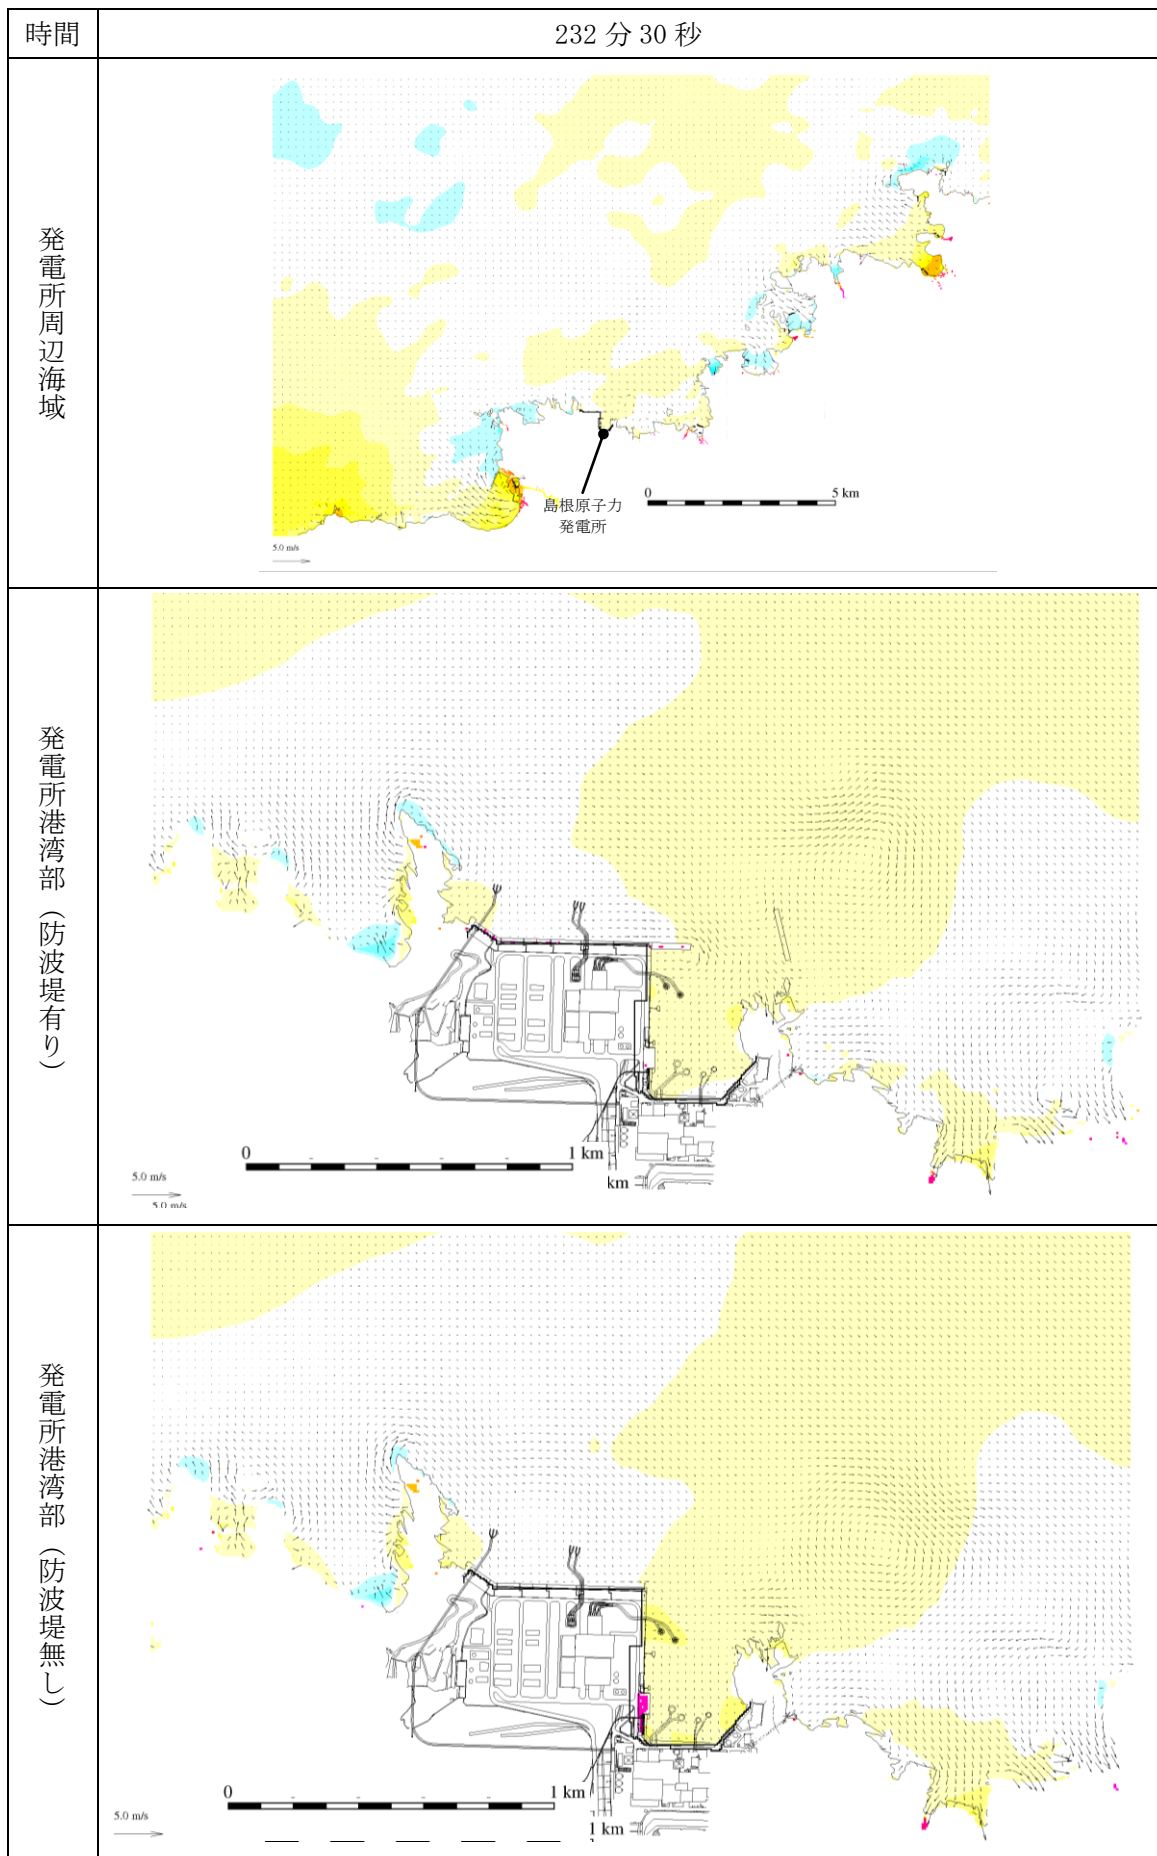 時間
232 分 30 秒
発電所周辺海域
島根原子力
発電所
0
5 km
5.0 m/s
発電所港湾部（防波堤有り）
0
1 km
km
5.0 m/s
5.0 m/s
発電所港湾部（防波堤無し）
0
1 km
1 km
5.0 m/s